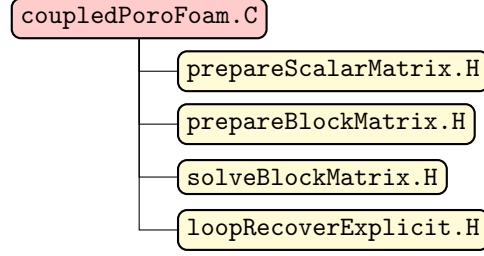 coupledPoroFoam.C
prepareScalarMatrix.H
prepareBlockMatrix.H
solveBlockMatrix.H
loopRecoverExplicit.H